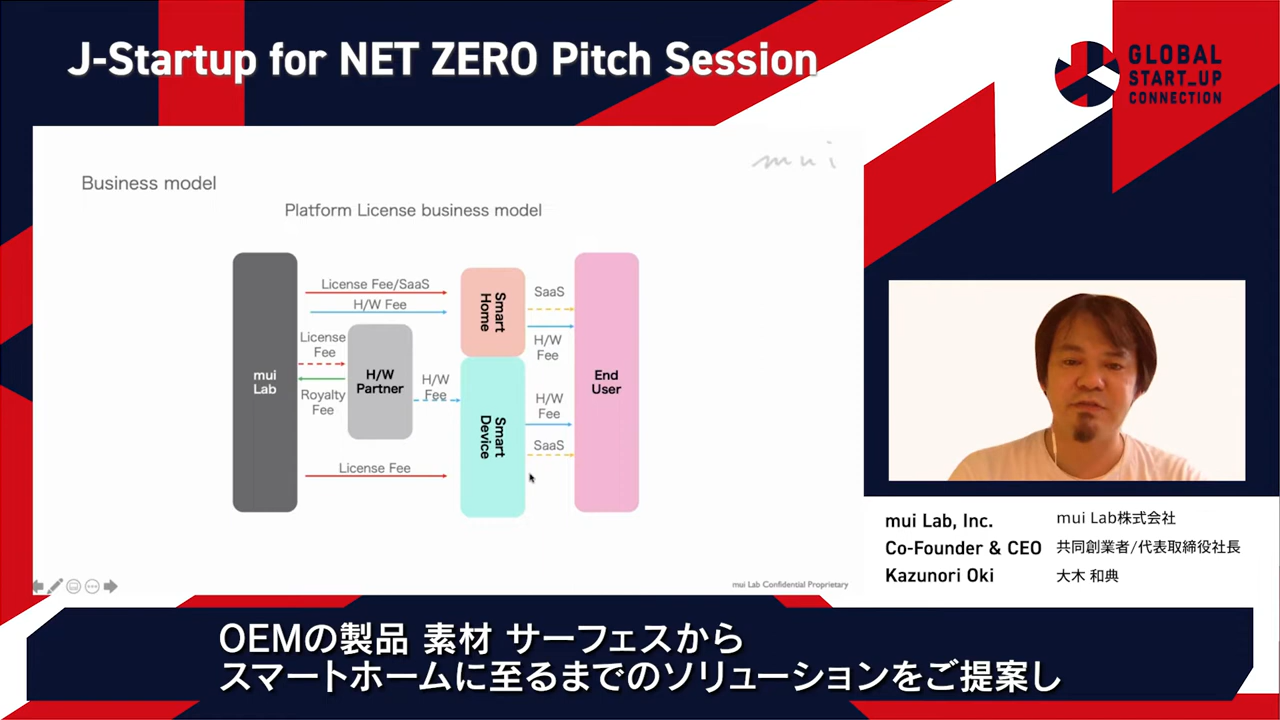 J-Startup for NET ZERO Pitch Session
GLOBAL
START_UP
CONNECTION
mui
Business model
Platform License business model
License Fee/SaaS
H/W Fee
License
Fee
Royalty
Fee
mui
Lab
H/W
Partner
H/W
Fee
License Fee
Smart
Home
Smart
Device
SaaS
H/W
Fee
H/W
Fee
SaaS
End
User
mui Lab Confidential Proprietary
mui Lab, Inc.
Co-Founder & CEO
Kazunori Oki
mui Lab株式会社
共同創業者/代表取締役社長
大木 和典
OEMの製品 素材 サーフェスから
スマートホームに至るまでのソリューションをご提案し